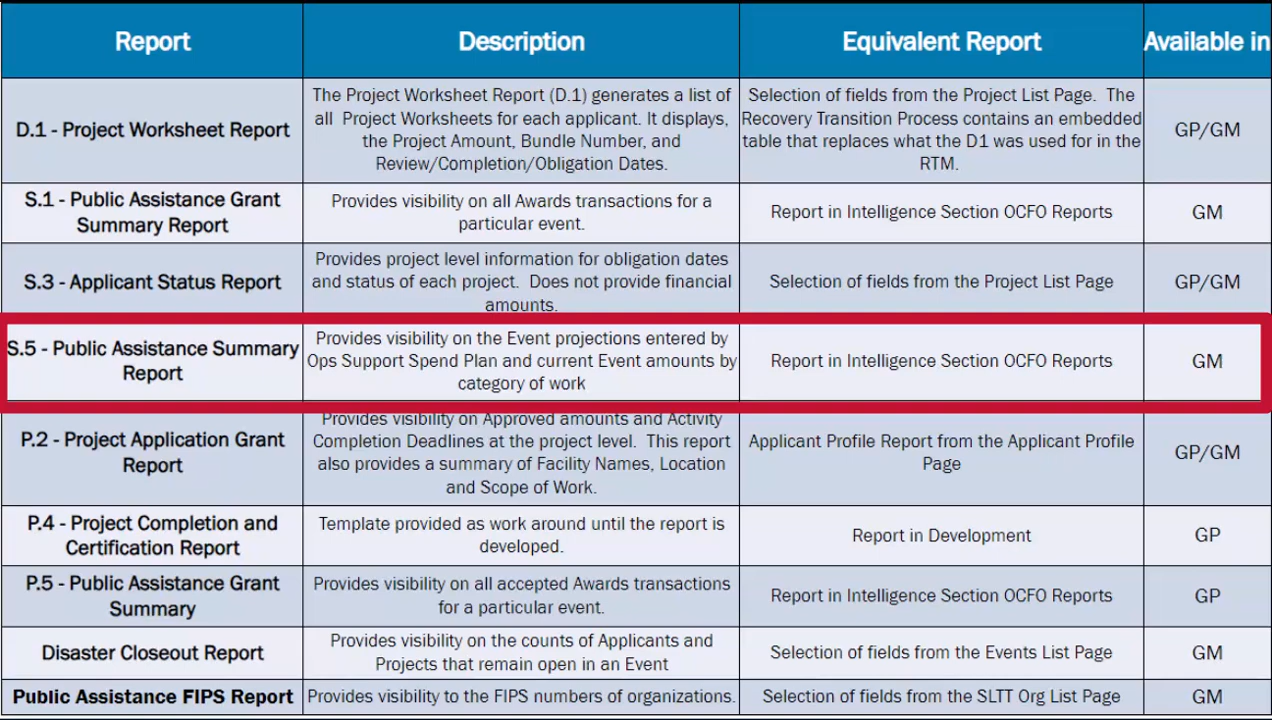 Report
Description
Equivalent Report
Available in
D.1 - Project Worksheet Report
The Project Worksheet Report (D.1) generates a list of
all Project Worksheets for each applicant. It displays,
the Project Amount, Bundle Number, and
Review/Completion/Obligation Dates.
Selection of fields from the Project List Page. The
Recovery Transition Process contains an embedded
table that replaces what the D1 was used for in the
RTM.
GP/GM
S.1 - Public Assistance Grant
Summary Report
Provides visibility on all Awards transactions for a
particular event.
Report in Intelligence Section OCFO Reports
GM
S.3 - Applicant Status Report
Provides project level information for obligation dates
and status of each project. Does not provide financial
amounts.
Selection of fields from the Project List Page
GP/GM
S.5 - Public Assistance Summary
Report
Provides visibility on the Event projections entered by
Ops Support Spend Plan and current Event amounts by
category of work
Report in Intelligence Section OCFO Reports
GM
P.2 - Project Application Grant
Report
Provides visibility on Approved amounts and Activity
Completion Deadlines at the project level. This report
also provides a summary of Facility Names, Location
and Scope of Work.
Applicant Profile Report from the Applicant Profile
Page
GP/GM
P.4 - Project Completion and
Certification Report
Template provided as work around until the report is
developed.
Report in Development
GP
P.5 - Public Assistance Grant
Summary
Provides visibility on all accepted Awards transactions
for a particular event.
Report in Intelligence Section OCFO Reports
GP
Disaster Closeout Report
Provides visibility on the counts of Applicants and
Projects that remain open in an Event
Selection of fields from the Events List Page
GM
Public Assistance FIPS Report
Provides visibility to the FIPS numbers of organizations.
Selection of fields from the SLTT Org List Page
GM